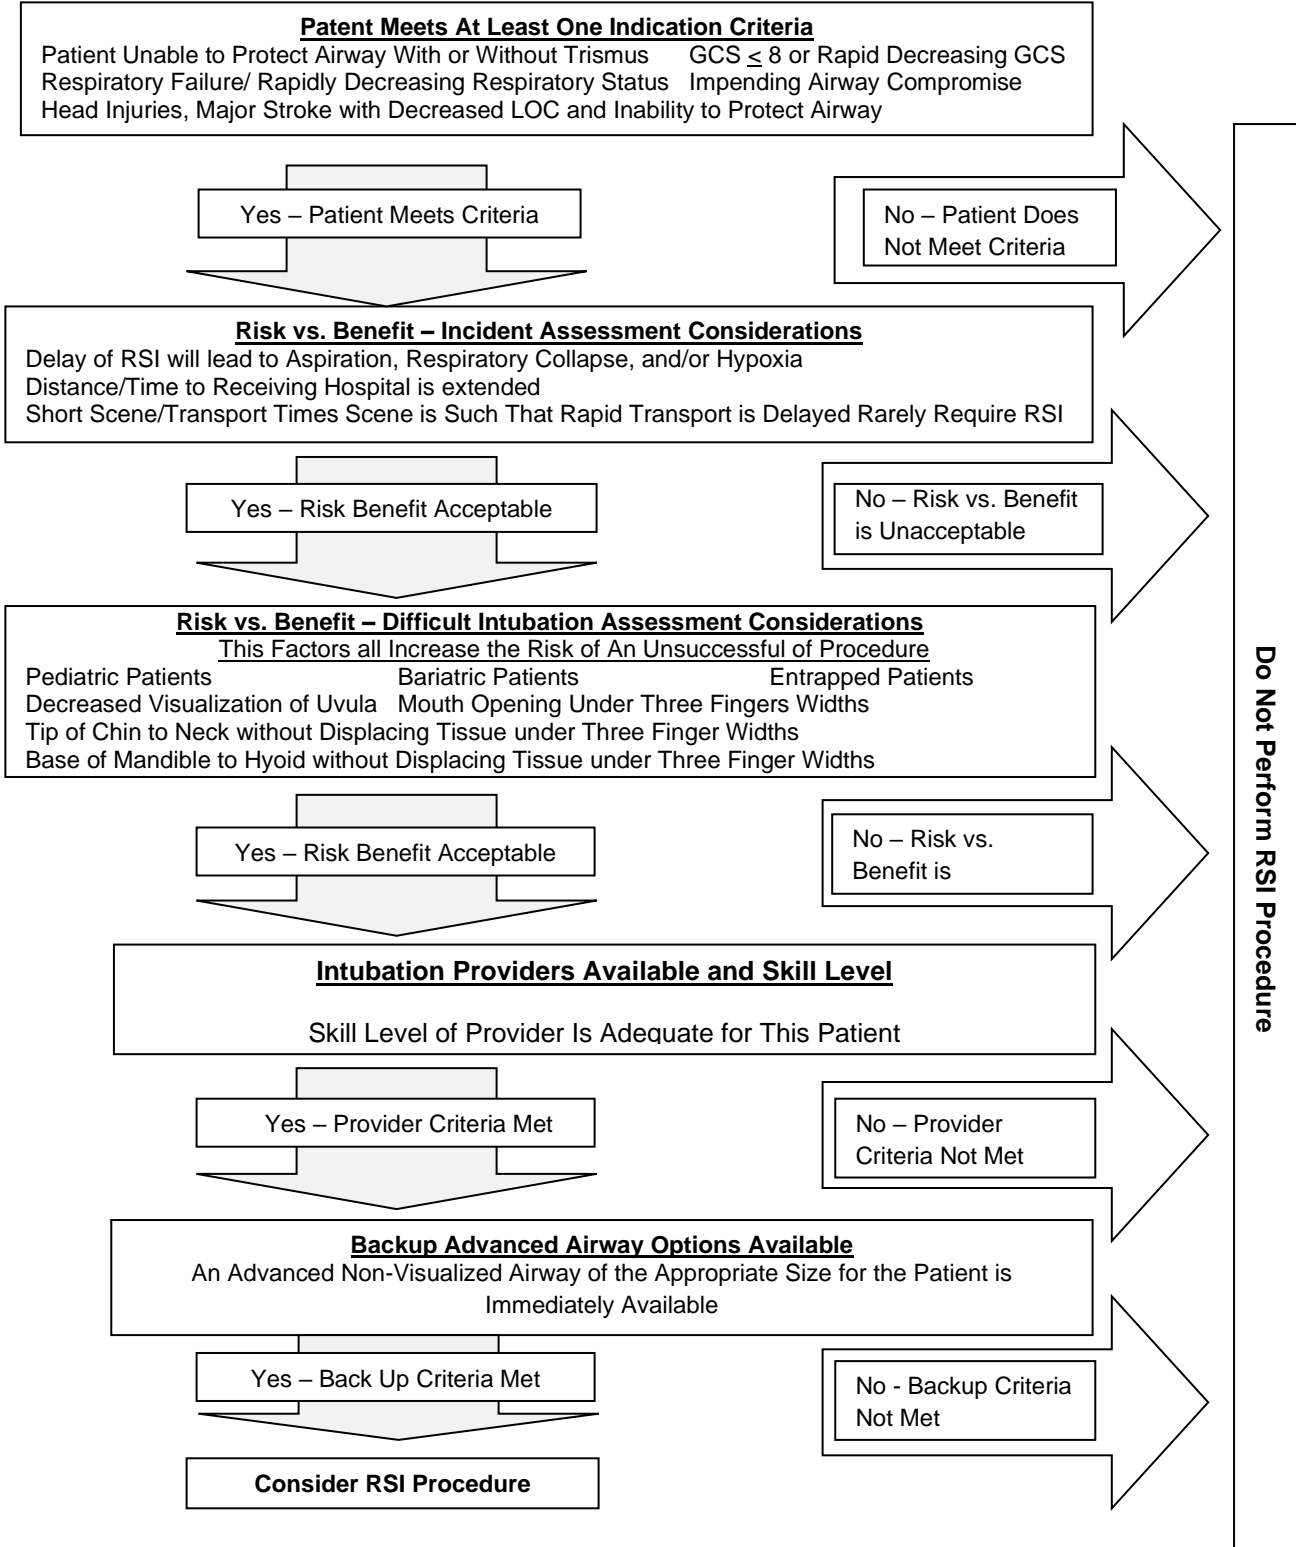 Patent Meets At Least One Indication Criteria
Patient Unable to Protect Airway With or Without Trismus GCS < 8 or Rapid Decreasing GCS
Respiratory Failure/ Rapidly Decreasing Respiratory Status Impending Airway Compromise
Head Injuries, Major Stroke with Decreased LOC and Inability to Protect Airway
Yes – Patient Meets Criteria
No – Patient Does
Not Meet Criteria
Risk vs. Benefit – Incident Assessment Considerations
Delay of RSI will lead to Aspiration, Respiratory Collapse, and/or Hypoxia
Distance/Time to Receiving Hospital is extended
Short Scene/Transport Times Scene is Such That Rapid Transport is Delayed Rarely Require RSI
Yes – Risk Benefit Acceptable
No – Risk vs. Benefit
is Unacceptable
Risk vs. Benefit – Difficult Intubation Assessment Considerations
This Factors all Increase the Risk of An Unsuccessful of Procedure
Pediatric Patients Bariatric Patients Entrapped Patients
Decreased Visualization of Uvula Mouth Opening Under Three Fingers Widths
Tip of Chin to Neck without Displacing Tissue under Three Finger Widths
Base of Mandible to Hyoid without Displacing Tissue under Three Finger Widths
Yes – Risk Benefit Acceptable
No – Risk vs.
Benefit is
Intubation Providers Available and Skill Level
Skill Level of Provider Is Adequate for This Patient
Yes – Provider Criteria Met
No – Provider
Criteria Not Met
Backup Advanced Airway Options Available
An Advanced Non-Visualized Airway of the Appropriate Size for the Patient is
Immediately Available
Yes – Back Up Criteria Met
No - Backup Criteria
Not Met
Consider RSI Procedure
Do Not Perform RSI Procedure